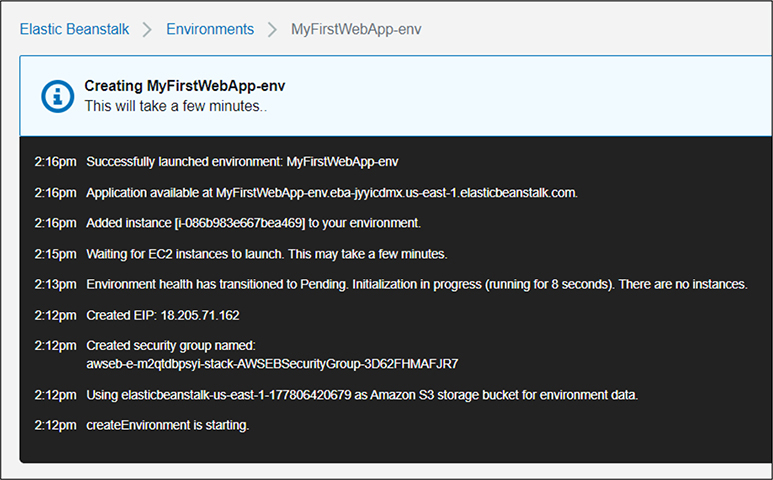 Elastic Beanstalk > Environments > MyFirstWebApp-env
Creating MyFirstWebApp-env
This will take a few minutes..
2:16pm Successfully launched environment: MyFirstWebApp-env
2:16pm Application available at MyFirstWebApp-env.eba-jyyicdmx.us-east-1.elasticbeanstalk.com.
2:16pm Added instance [i-086b983e667bea469] to your environment.
2:15pm Waiting for EC2 instances to launch. This may take a few minutes.
2:13pm Environment health has transitioned to Pending. Initialization in progress (running for 8 seconds). There are no instances.
2:12pm Created EIP: 18.205.71.162
2:12pm Created security group named:
awseb-e-m2qtdbpsyi-stack-AWSEBSecurityGroup-3D62FHMAFJR7
2:12pm Using elasticbeanstalk-us-east-1-177806420679 as Amazon S3 storage bucket for environment data.
2:12pm createEnvironment is starting.